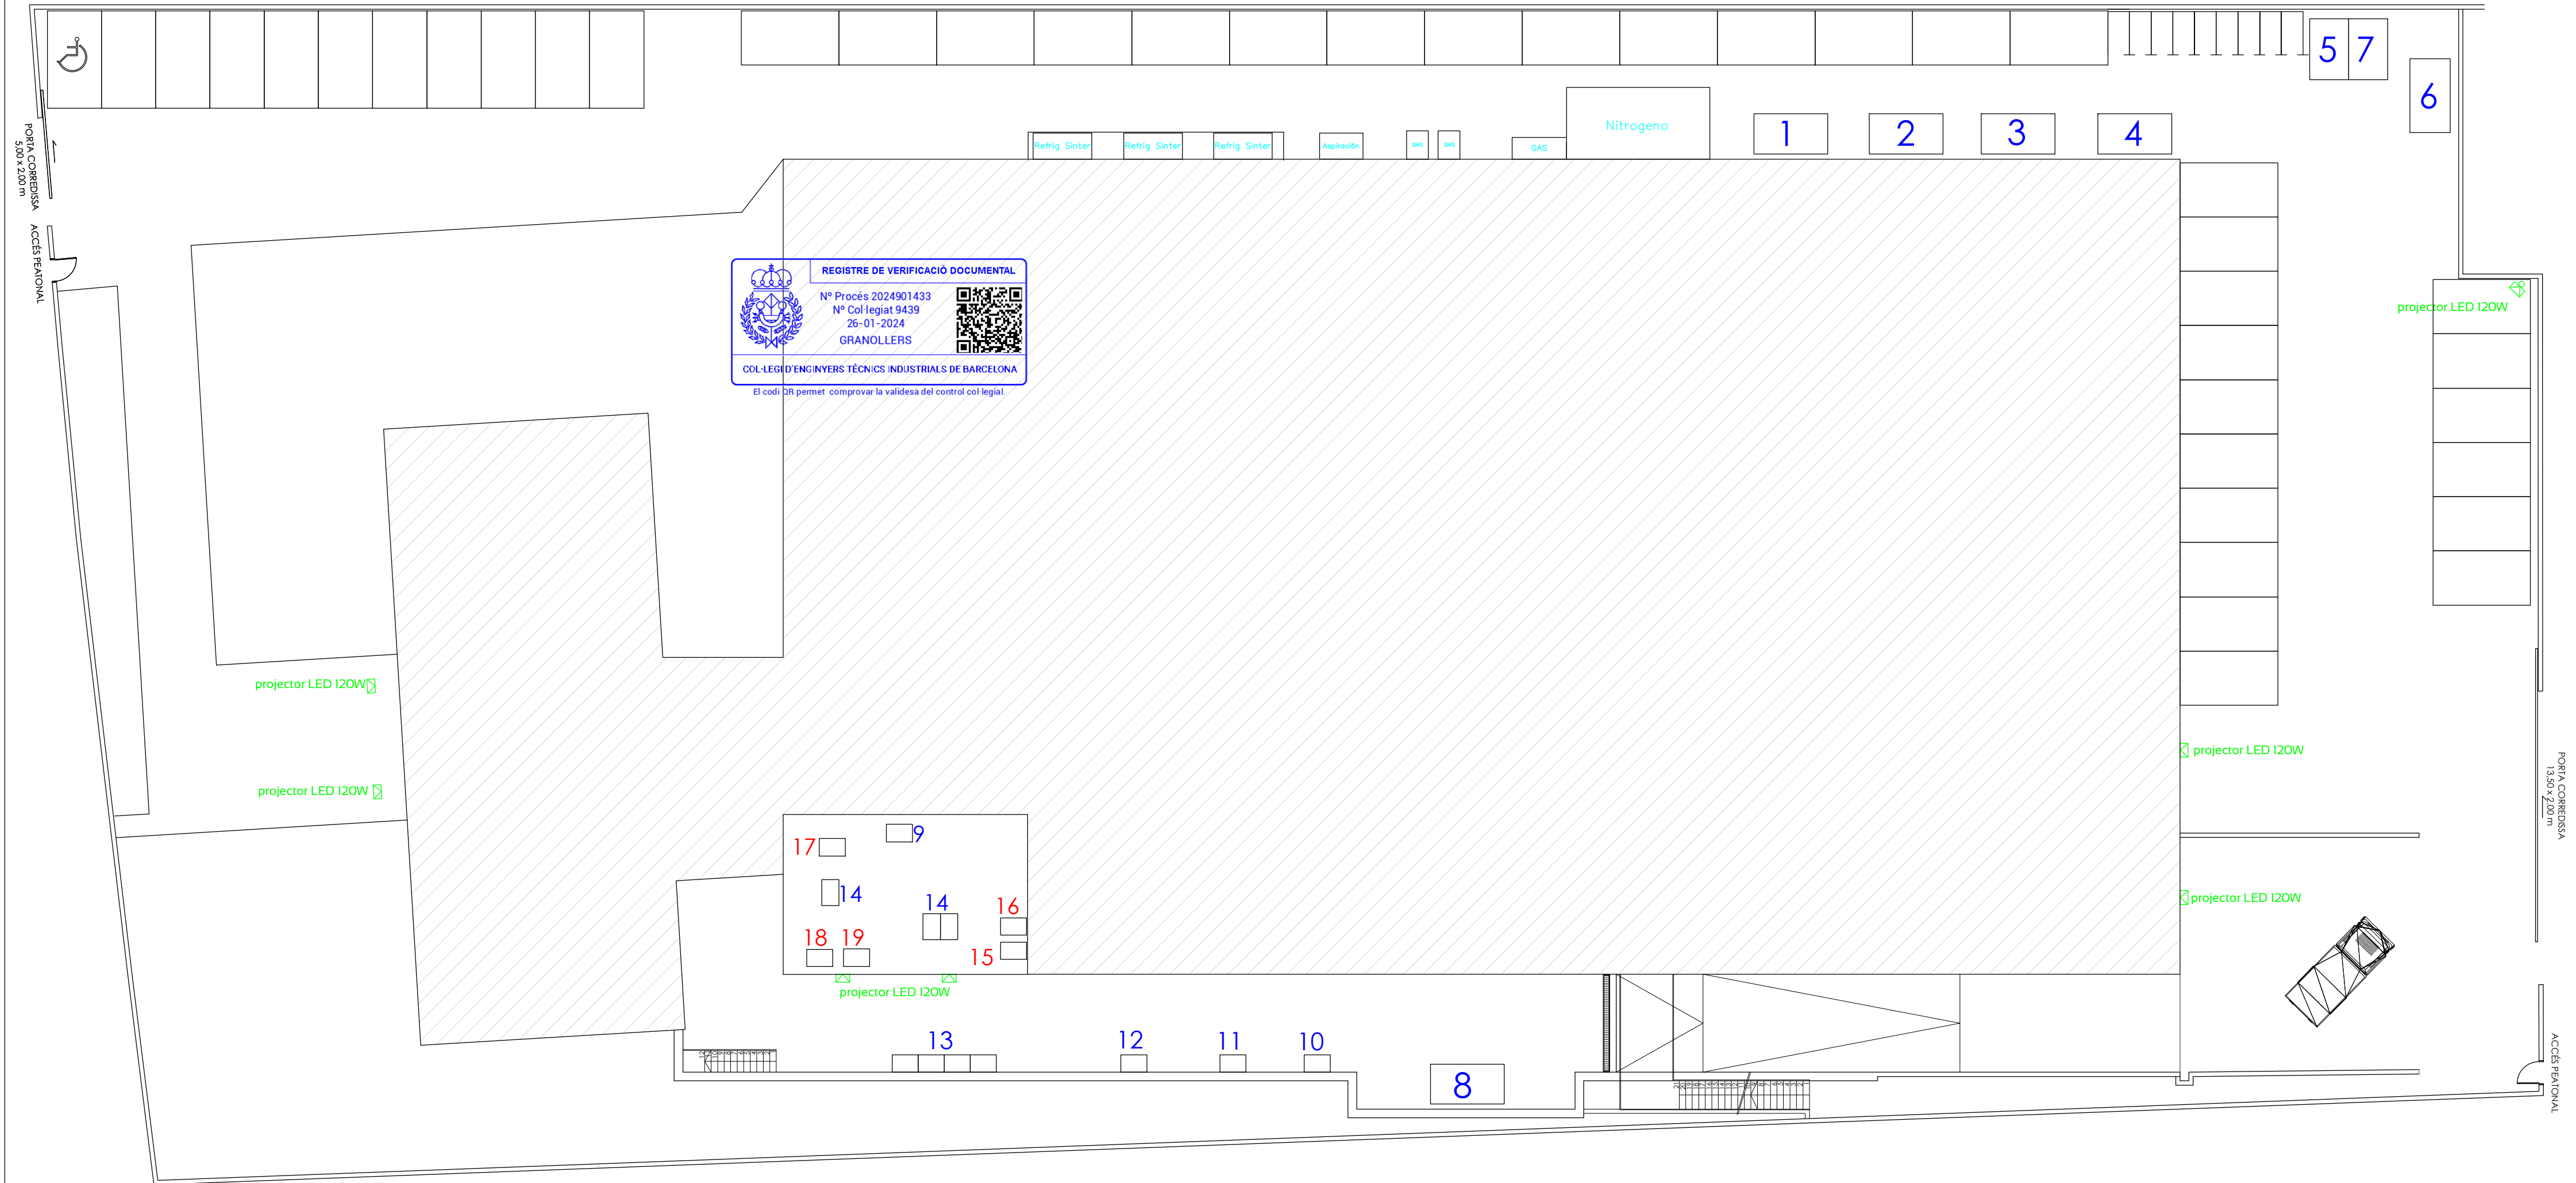 5
7
6
1
2
3
4
Nitrogeno
Refrig Sinter
Refrig Sinter
Refrig Sinter
Aspiración
GAS
GAS
GAS
PORTA CORREDISSA
5,00 x 2,00 m
ACCÉS PEATONAL
REGISTRE DE VERIFICACIÓ DOCUMENTAL
Nº Procés 2024901433
Nº Col·legiat 9439
26-01-2024
GRANOLLERS
COL·LEGI D'ENGINYERS TÈCNICS INDUSTRIALS DE BARCELONA
El codi QR permet comprovar la validesa del control col·legial.
projector LED 120W
projector LED 120W
projector LED 120W
projector LED 120W
projector LED 120W
PORTA CORREDISSA
13,50 x 2,00 m
17
9
14
14
16
18
19
15
projector LED 120W
13
12
11
10
8
ACCÉS PEATONAL